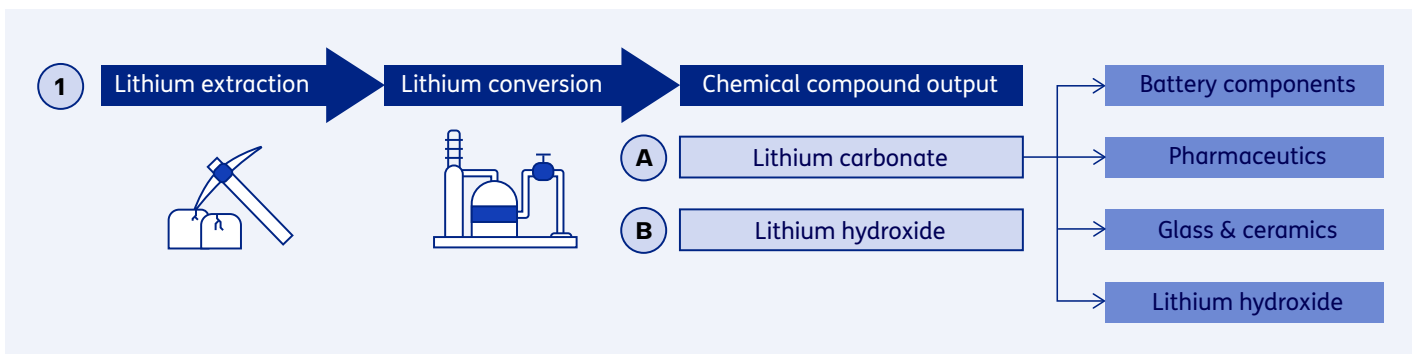 1
Lithium extraction
Lithium conversion
Chemical compound output
A
Lithium carbonate
B
Lithium hydroxide
Battery components
Pharmaceutics
Glass & ceramics
Lithium hydroxide